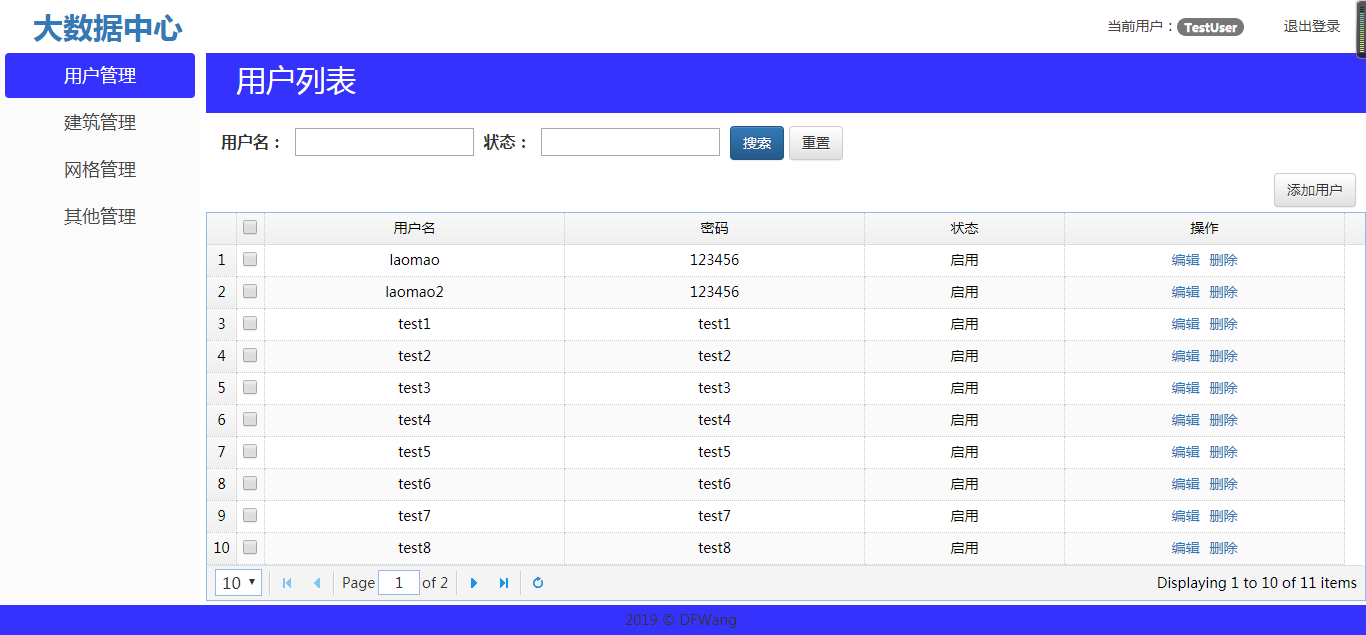 大数据中心 当前用户：TestUser 退出登录
用户管理
建筑管理
网格管理
其他管理
用户列表
用户名： 状态： 搜索 重置
添加用户
用户名 密码 状态 操作
1 laomao 123456 启用 编辑 删除
2 laomao2 123456 启用 编辑 删除
3 test1 test1 启用 编辑 删除
4 test2 test2 启用 编辑 删除
5 test3 test3 启用 编辑 删除
6 test4 test4 启用 编辑 删除
7 test5 test5 启用 编辑 删除
8 test6 test6 启用 编辑 删除
9 test7 test7 启用 编辑 删除
10 test8 test8 启用 编辑 删除
10 Page 1 of 2 Displaying 1 to 10 of 11 items
2019 © DFWang.